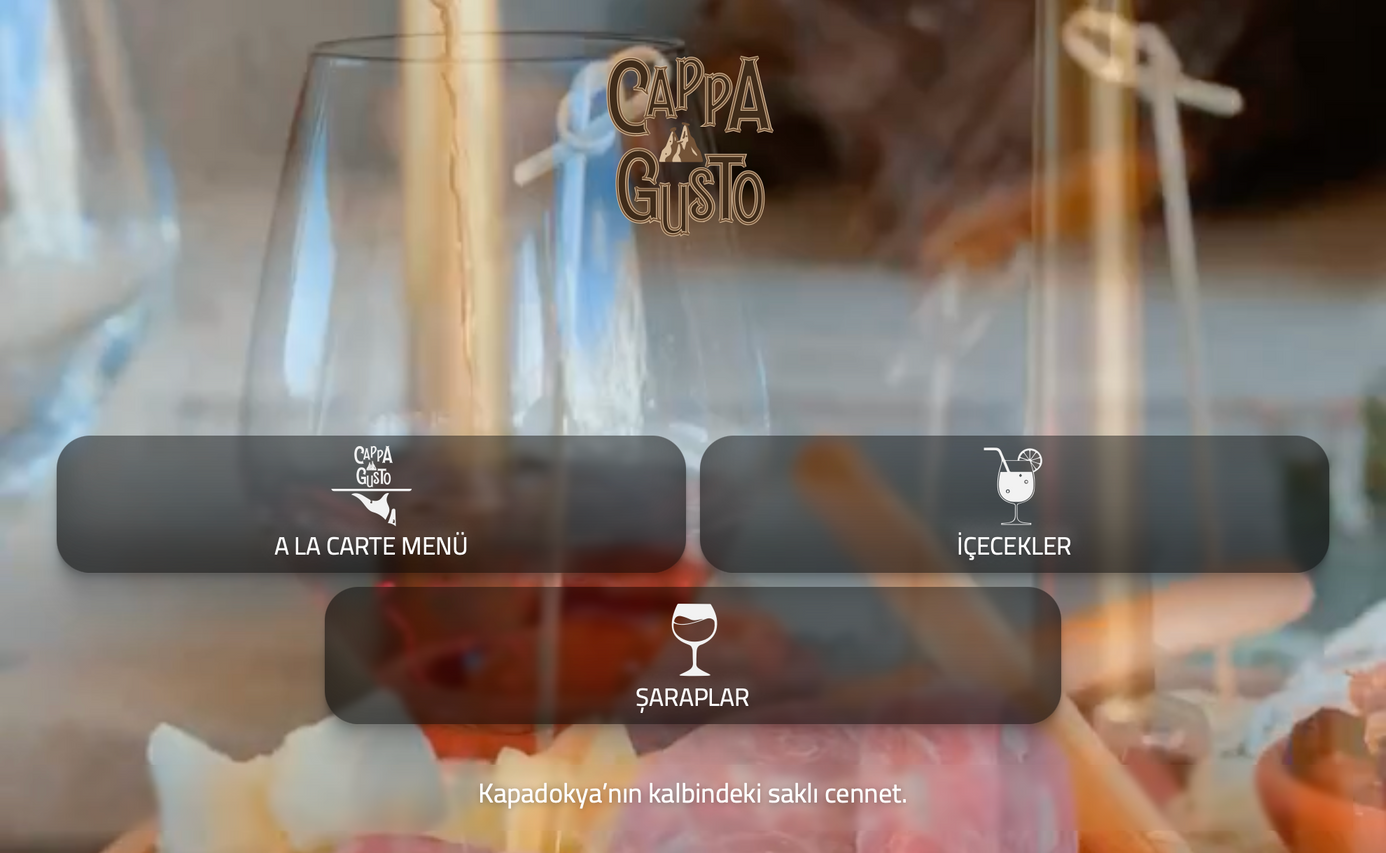 CAPPA
GUSTO
CAPPA
GUSTO
A LA CARTE MENÜ
İÇECEKLER
ŞARAPLAR
Kapadokya’nın kalbindeki saklı cennet.